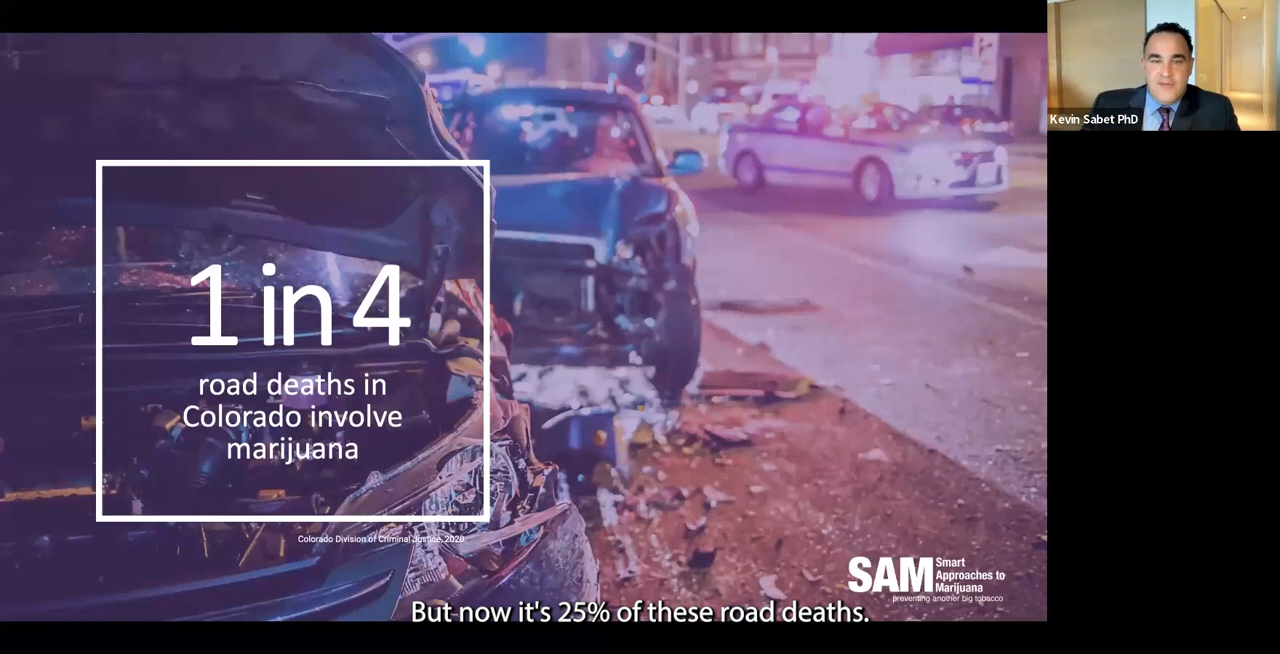 1 in 4
road deaths in
Colorado involve
marijuana
Colorado Division of Criminal Justice, 2020
SAM
Smart
Approaches to
Marijuana
preventing another big tobacco
But now it's 25% of these road deaths.
Kevin Sabet PhD